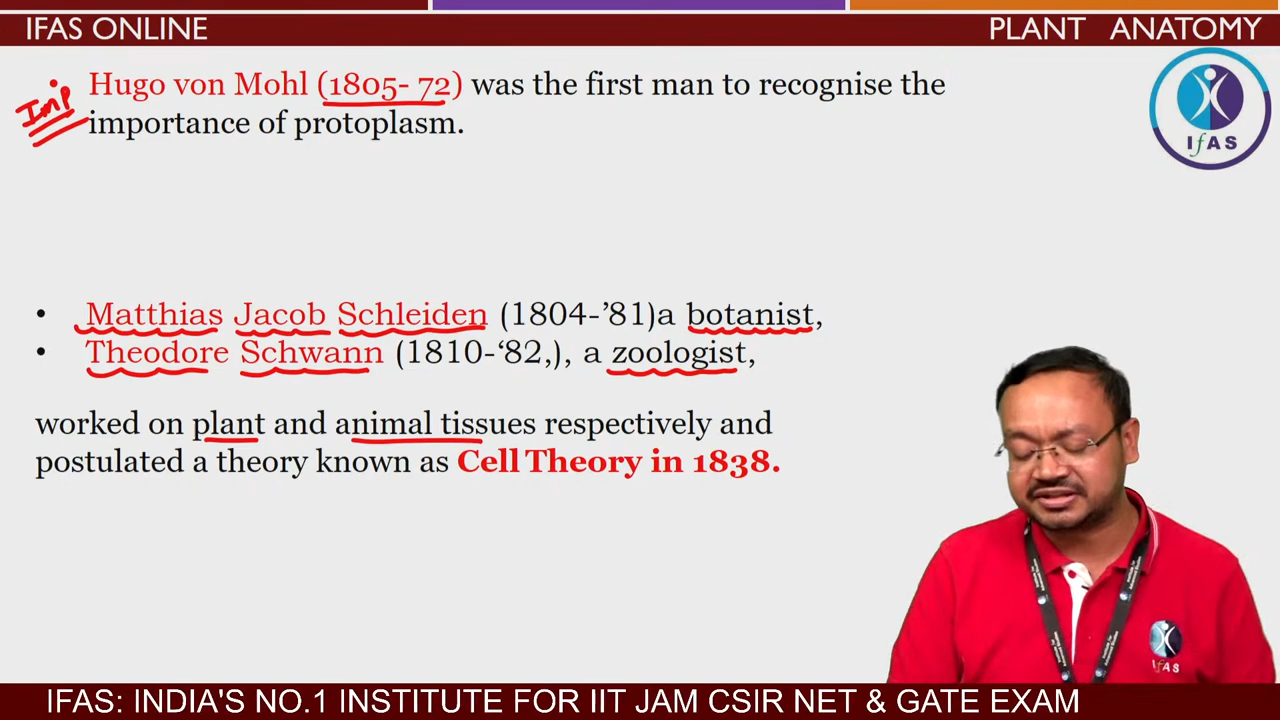 IFAS ONLINE
PLANT ANATOMY
Imp
Hugo von Mohl (1805- 72) was the first man to recognise the
importance of protoplasm.
IfAS
• Matthias Jacob Schleiden (1804-’81)a botanist,
• Theodore Schwann (1810-‘82,), a zoologist,
worked on plant and animal tissues respectively and
postulated a theory known as Cell Theory in 1838.
IfAS
IFAS: INDIA'S NO.1 INSTITUTE FOR IIT JAM CSIR NET & GATE EXAM